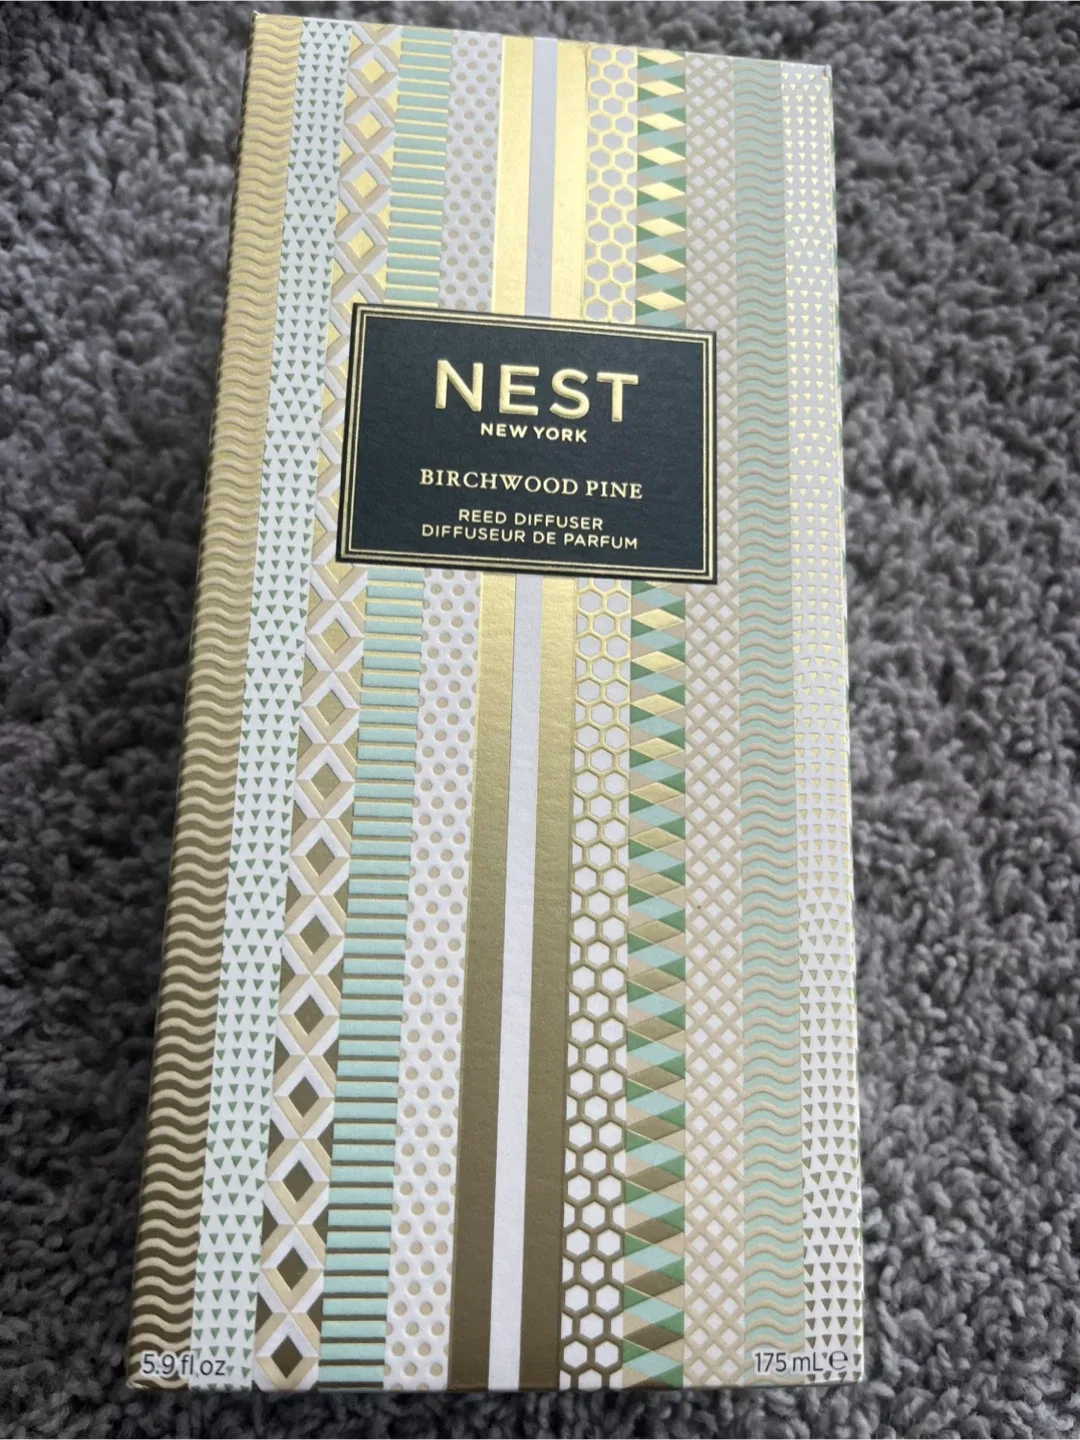 NEST
NEW YORK
BIRCHWOOD PINE
REED DIFFUSER
DIFFUSEUR DE PARFUM
5.9 fl oz
175 mL ℮